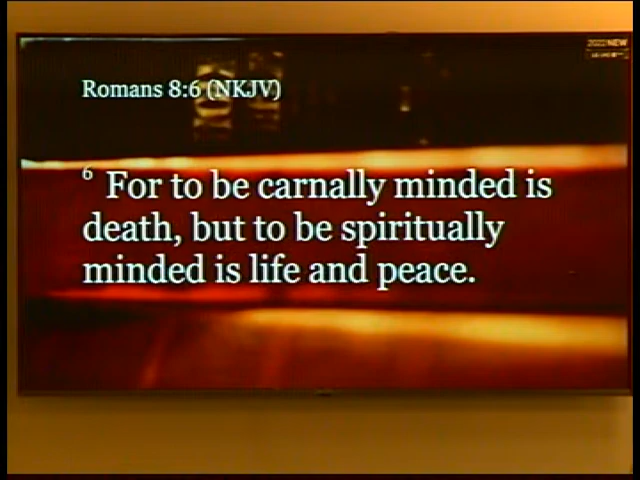 Romans 8:6 (NKJV)
6 For to be carnally minded is
death, but to be spiritually
minded is life and peace.